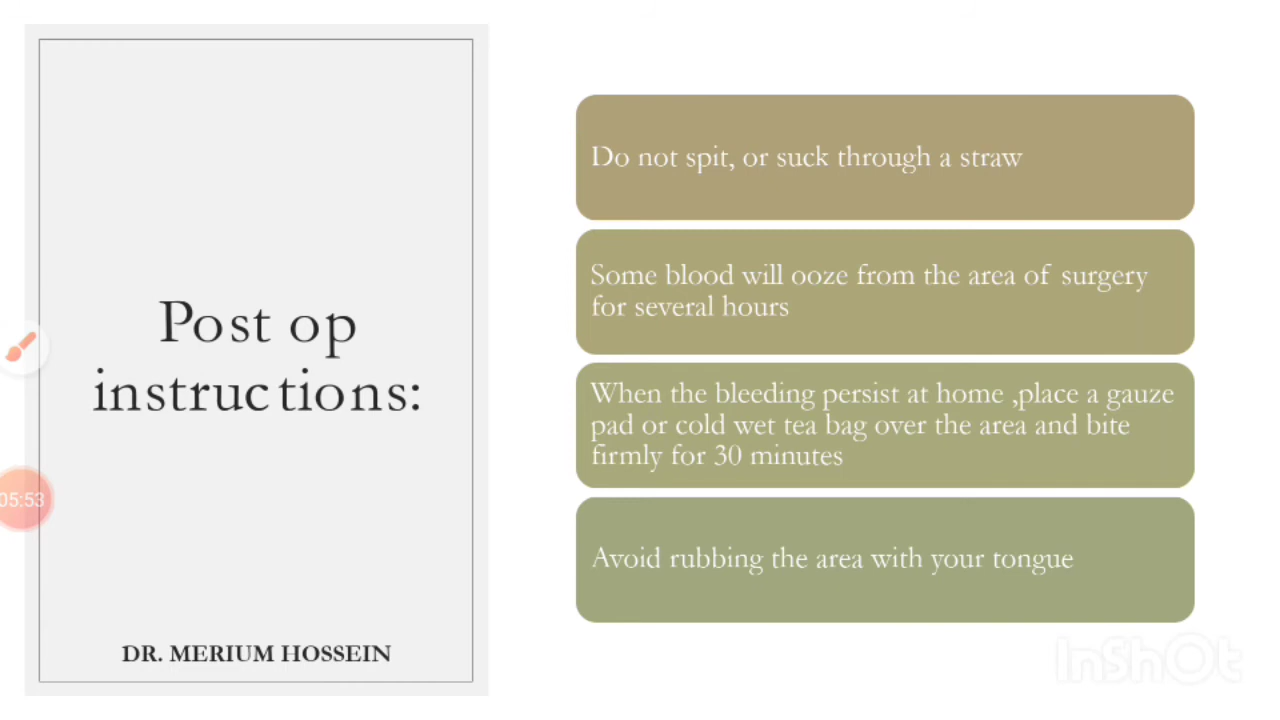 Post op
instructions:
DR. MERIUM HOSSEIN
05:53
Do not spit, or suck through a straw
Some blood will ooze from the area of surgery
for several hours
When the bleeding persist at home ,place a gauze
pad or cold wet tea bag over the area and bite
firmly for 30 minutes
Avoid rubbing the area with your tongue
InShOt